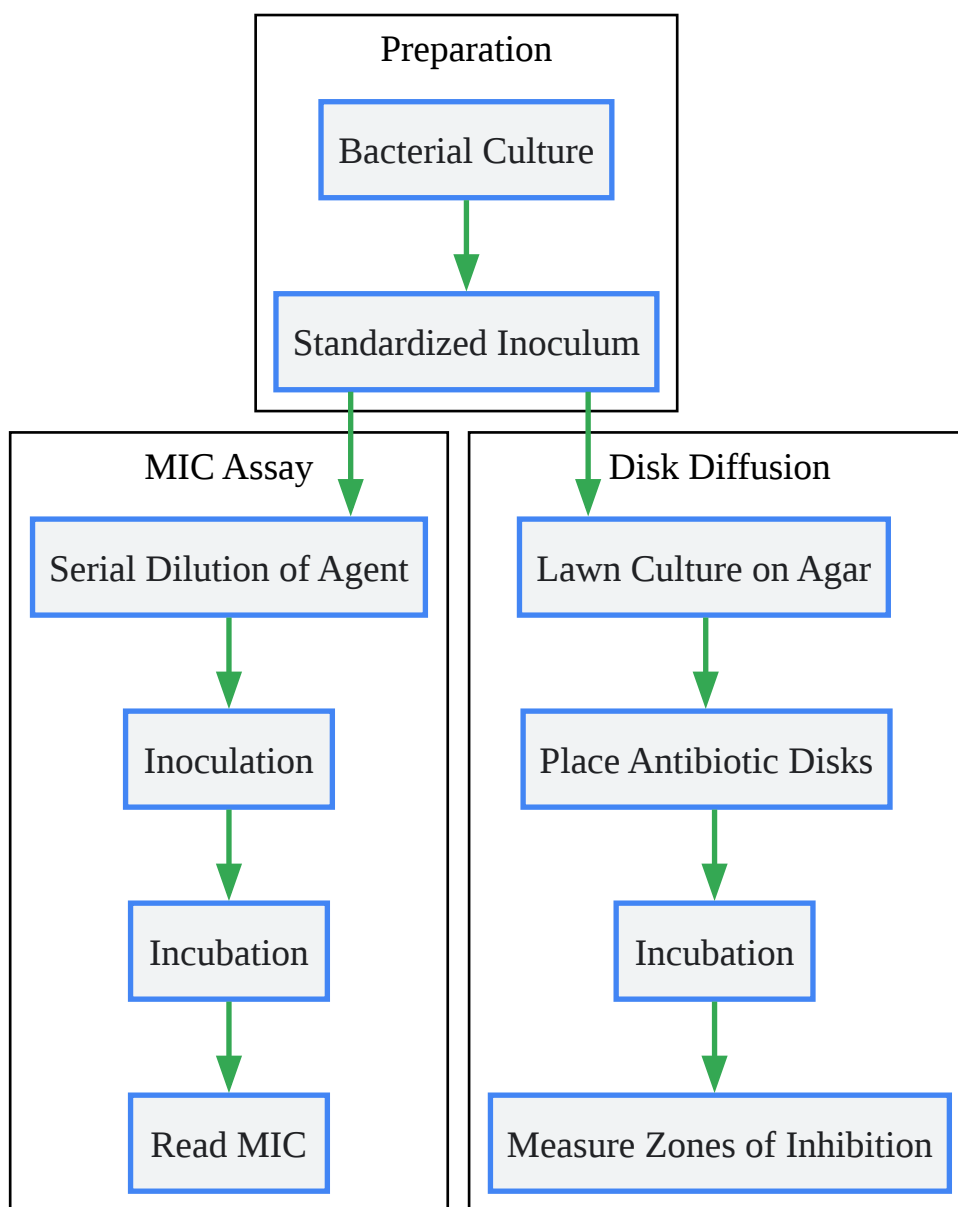 Preparation
Bacterial Culture
Standardized Inoculum
MIC Assay
Serial Dilution of Agent
Inoculation
Incubation
Read MIC
Disk Diffusion
Lawn Culture on Agar
Place Antibiotic Disks
Incubation
Measure Zones of Inhibition